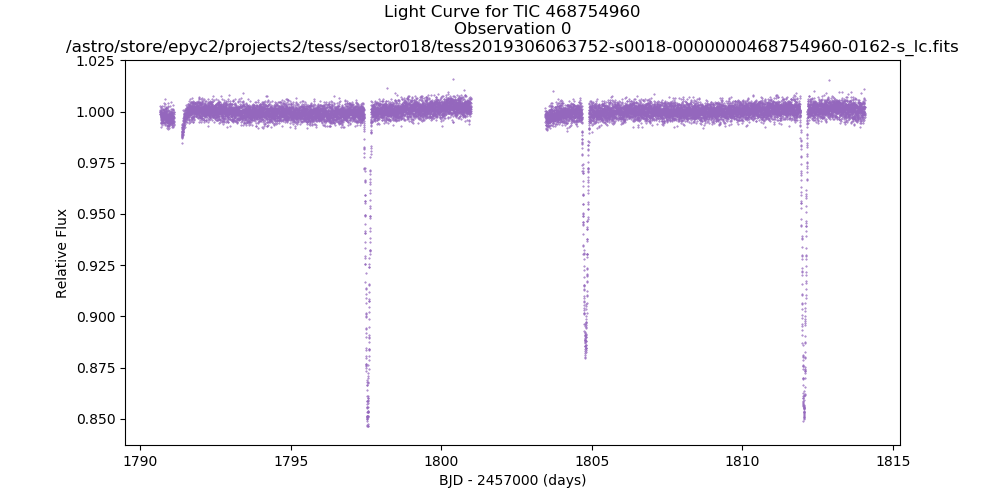 Light Curve for TIC 468754960
Observation 0
/astro/store/epyc2/projects2/tess/sector018/tess2019306063752-s0018-0000000468754960-0162-s_lc.fits
1.025
1.000
0.975
0.950
0.925
0.900
0.875
0.850
Relative Flux
1790
1795
1800
1805
1810
1815
BJD - 2457000 (days)